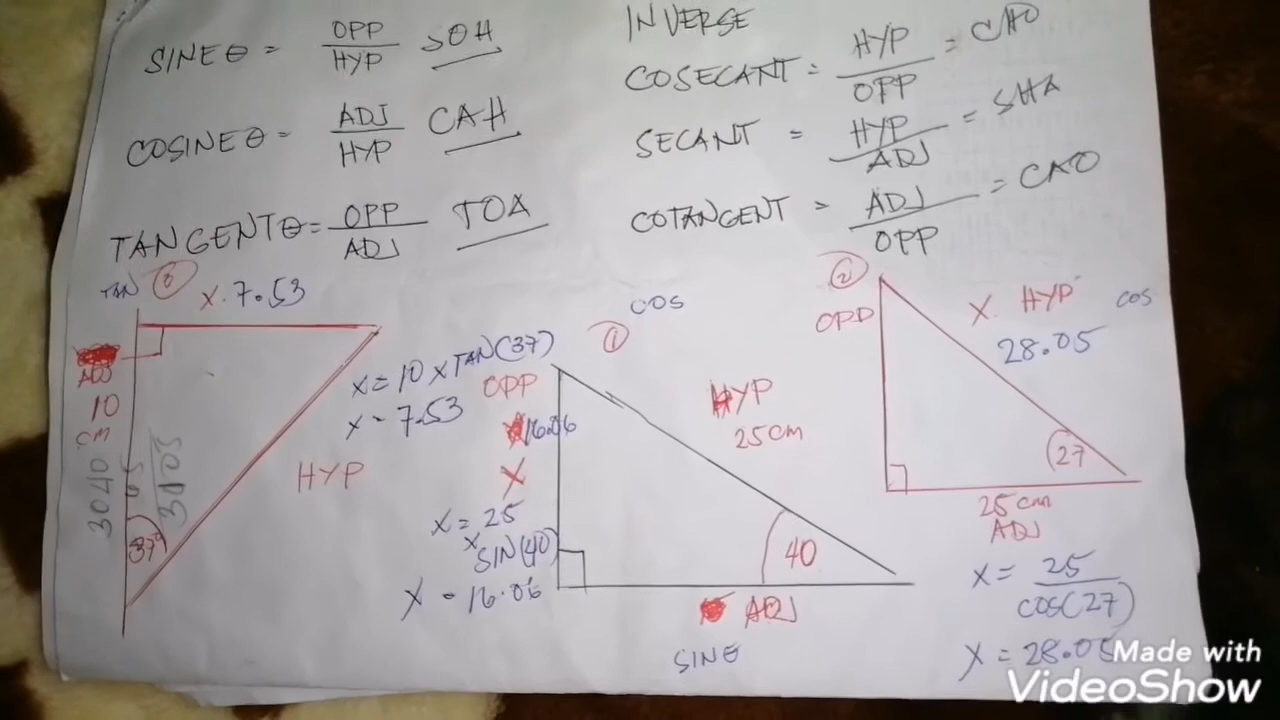 SINE θ = OPP/HYP SOH
COSINE θ = ADJ/HYP CAH
TANGENT θ = OPP/ADJ TOA
INVERSE
COSECANT = HYP/OPP = CHO
SECANT = HYP/ADJ = SHA
COTANGENT = ADJ/OPP = CAO
TAN 3
X 7.53
ADJ
10
CM
37°
HYP
X = 10 X TAN(37)
X = 7.53
COS
1
OPP
16.06
X
HYP
25 cm
X = 25
X SIN(40)
X = 16.06
40
ADJ
SINE
2
OPP
X HYP COS
28.05
27
25 cm
ADJ
X = 25/COS(27)
X = 28.05
Made with
VideoShow